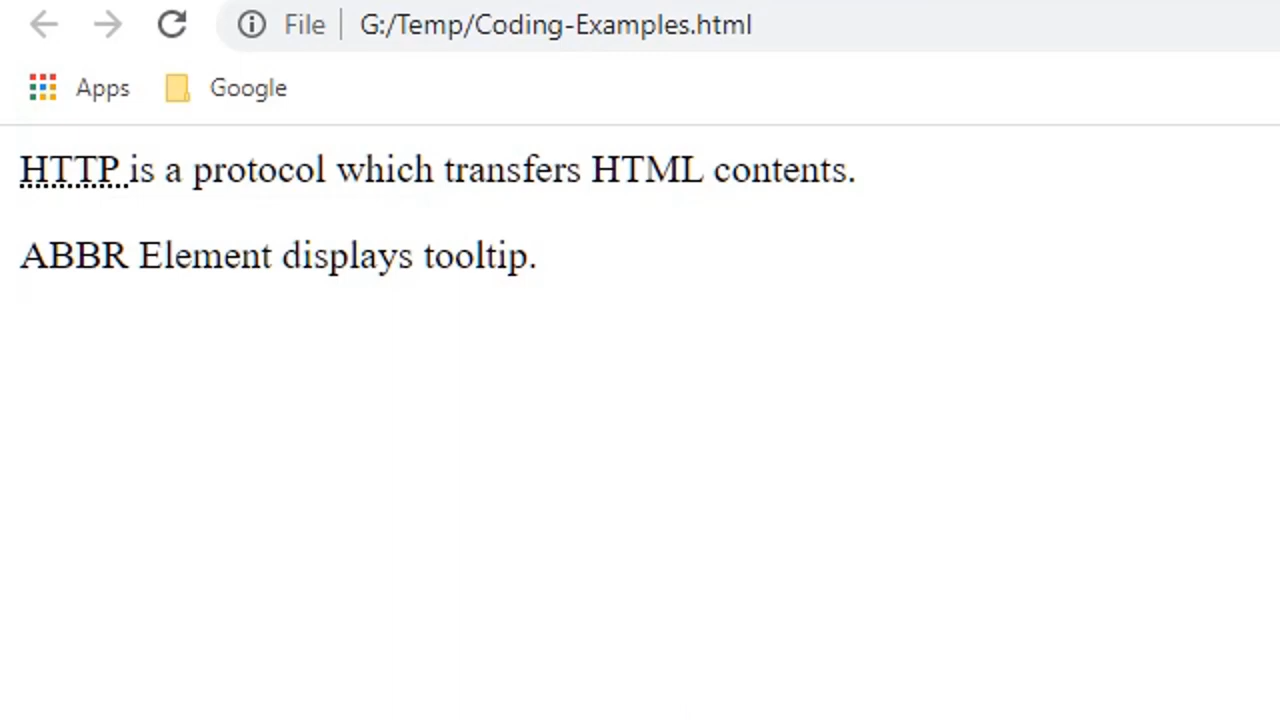 File G:/Temp/Coding-Examples.html
Apps Google
HTTP is a protocol which transfers HTML contents.
ABBR Element displays tooltip.